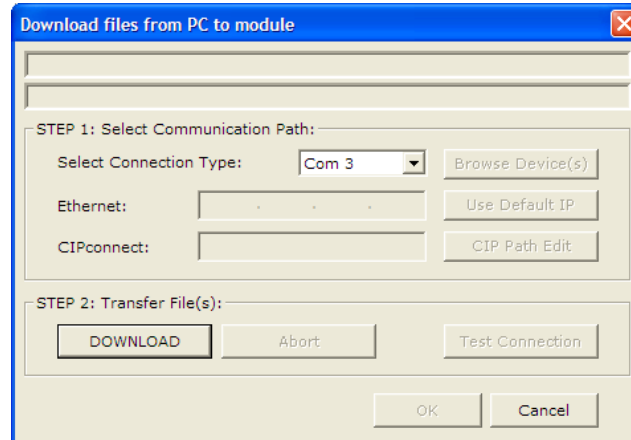 Download files from PC to module
STEP 1: Select Communication Path:
Select Connection Type: Com 3 Browse Device(s)
Ethernet: . . . Use Default IP
CIPconnect: CIP Path Edit
STEP 2: Transfer File(s):
DOWNLOAD Abort Test Connection
OK Cancel